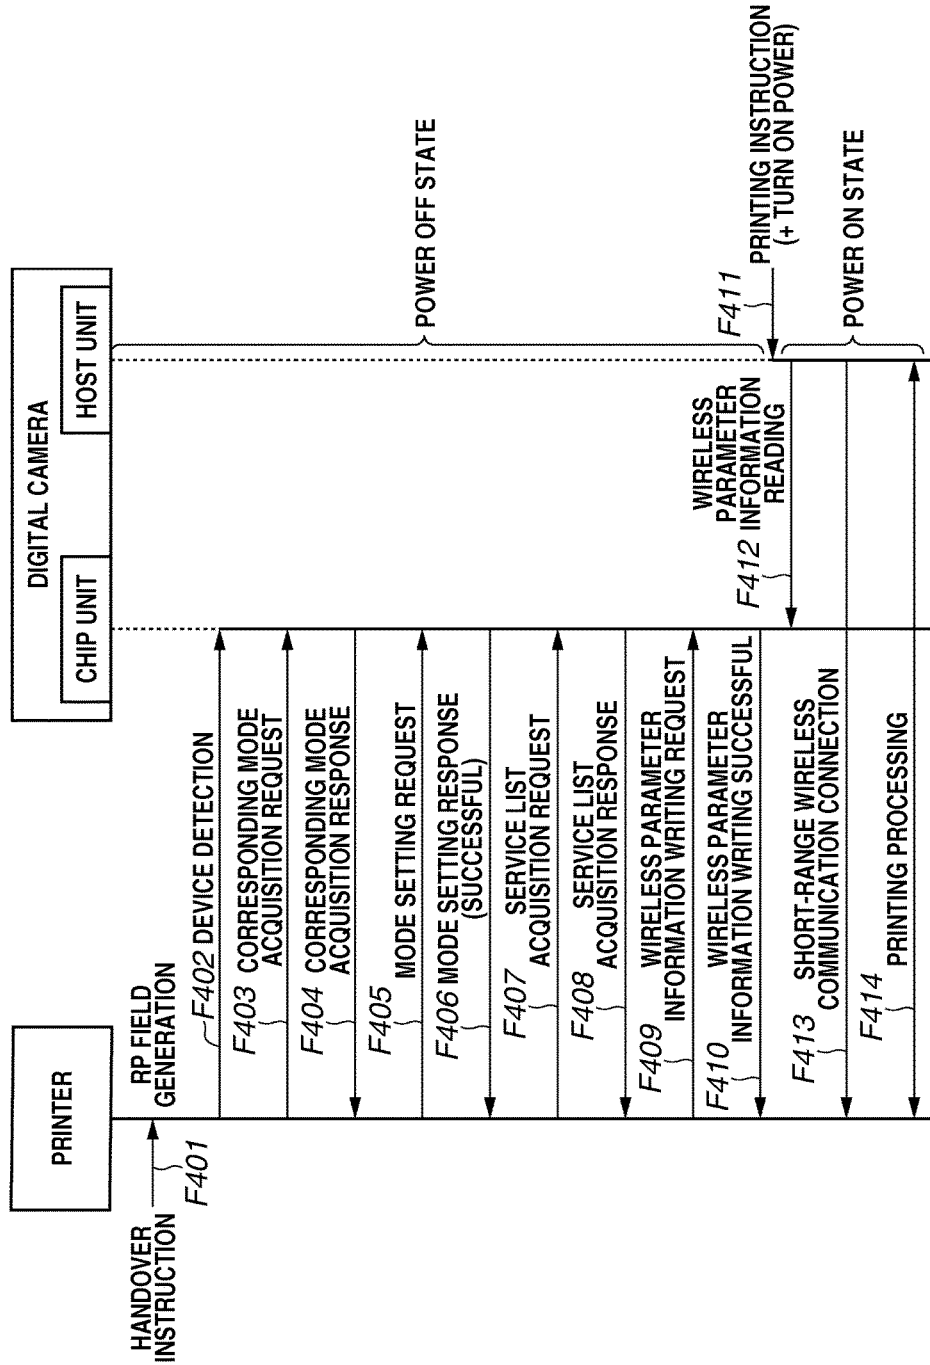 PRINTER
DIGITAL CAMERA
CHIP UNIT
HOST UNIT
HANDOVER
INSTRUCTION
F401
RP FIELD
GENERATION
F402 DEVICE DETECTION
F403
CORRESPONDING MODE
ACQUISITION REQUEST
F404
CORRESPONDING MODE
ACQUISITION RESPONSE
F405
MODE SETTING REQUEST
F406 MODE SETTING RESPONSE
(SUCCESSFUL)
F407
SERVICE LIST
ACQUISITION REQUEST
F408
SERVICE LIST
ACQUISITION RESPONSE
F409
WIRELESS PARAMETER
INFORMATION WRITING REQUEST
F410
WIRELESS PARAMETER
INFORMATION WRITING SUCCESSFUL
POWER OFF STATE
F411
PRINTING INSTRUCTION
(+ TURN ON POWER)
F412
WIRELESS
PARAMETER
INFORMATION
READING
F413
SHORT-RANGE WIRELESS
COMMUNICATION CONNECTION
POWER ON STATE
F414
PRINTING PROCESSING